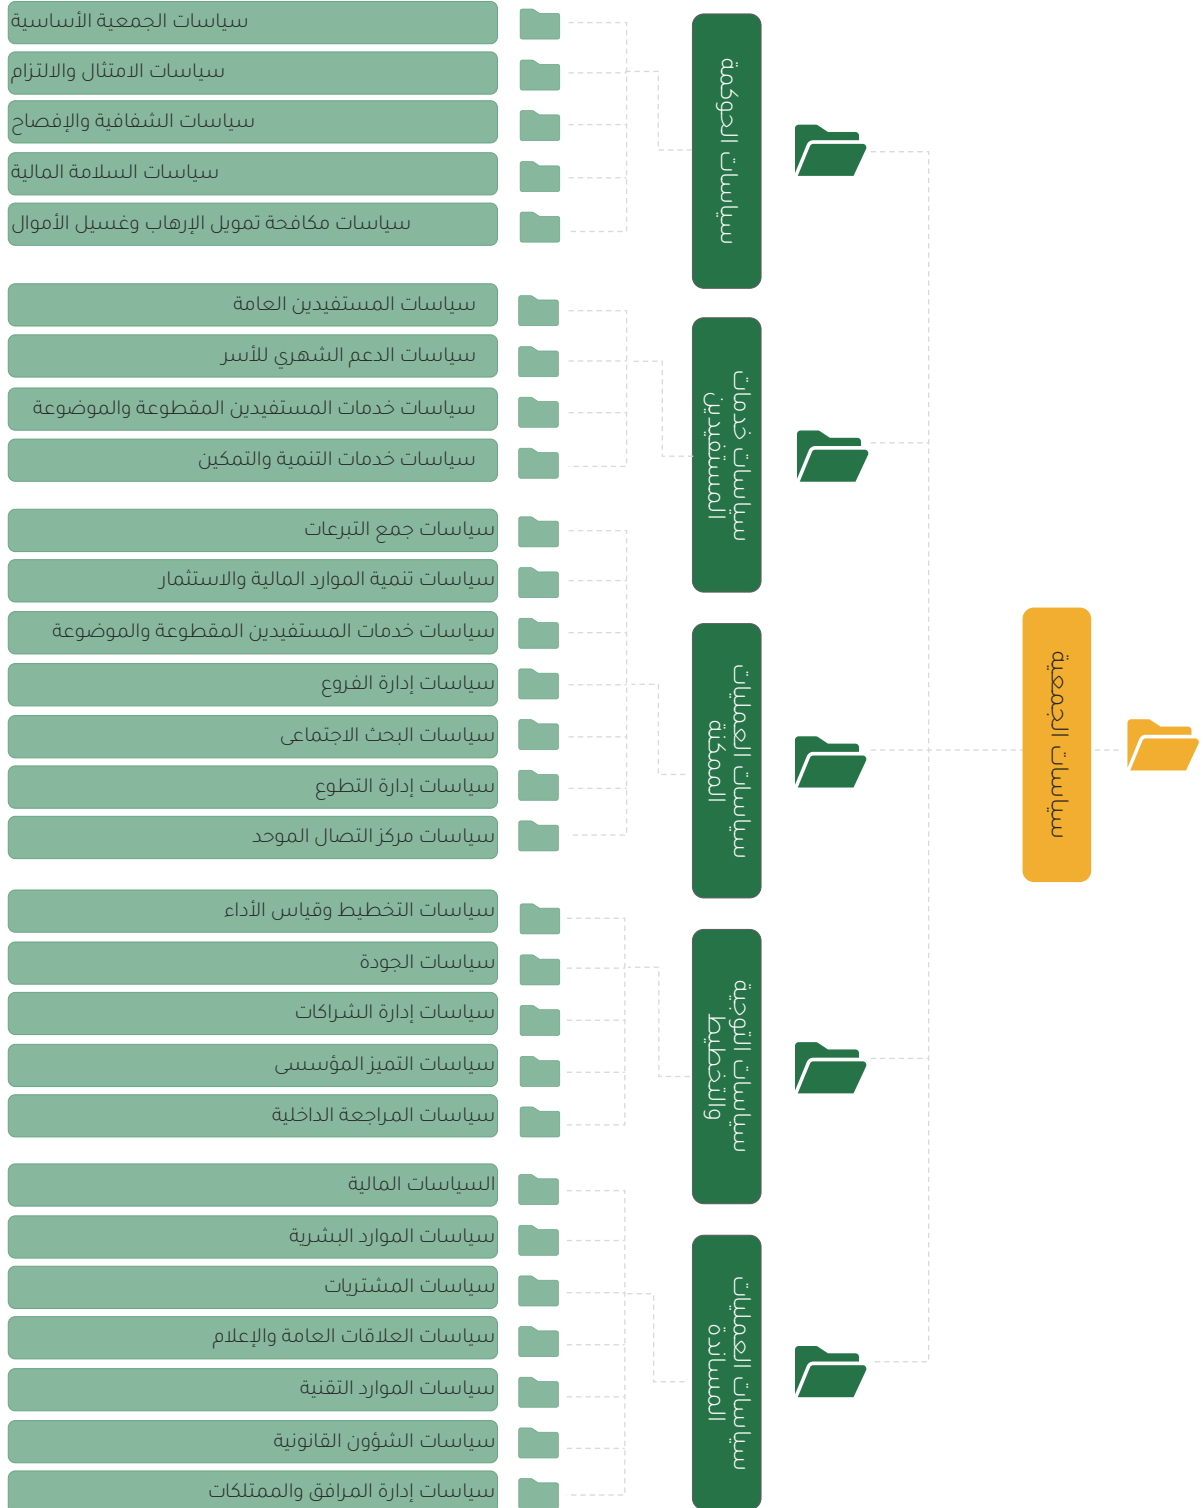 سياسات الجمعية
سياسات الحوكمة
سياسات الجمعية الأساسية
سياسات الامتثال والالتزام
سياسات الشفافية والإفصاح
سياسات السلامة المالية
سياسات مكافحة تمويل الإرهاب وغسيل الأموال
سياسات خدمات
المستفيدين
سياسات المستفيدين العامة
سياسات الدعم الشهري للأسر
سياسات خدمات المستفيدين المقطوعة والموضوعة
سياسات خدمات التنمية والتمكين
سياسات العمليات
الممكنة
سياسات جمع التبرعات
سياسات تنمية الموارد المالية والاستثمار
سياسات خدمات المستفيدين المقطوعة والموضوعة
سياسات إدارة الفروع
سياسات البحث الاجتماعى
سياسات إدارة التطوع
سياسات مركز التصال الموحد
سياسات التوجية
والتخطيط
سياسات التخطيط وقياس الأداء
سياسات الجودة
سياسات إدارة الشراكات
سياسات التميز المؤسسى
سياسات المراجعة الداخلية
سياسات العمليات
المساندة
السياسات المالية
سياسات الموارد البشرية
سياسات المشتريات
سياسات العلاقات العامة والإعلام
سياسات الموارد التقنية
سياسات الشؤون القانونية
سياسات إدارة المرافق والممتلكات